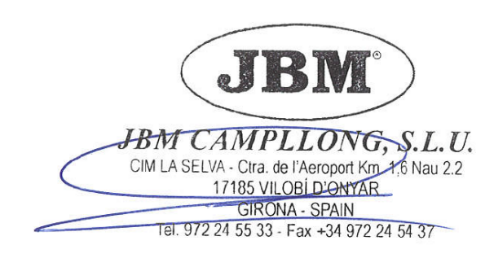 JBM®
JBM CAMPLLONG, S.L.U.
CIM LA SELVA - Ctra. de l'Aeroport Km. 1,6 Nau 2.2
17185 VILOBÍ D'ONYAR
GIRONA - SPAIN
Tel. 972 24 55 33 - Fax +34 972 24 54 37